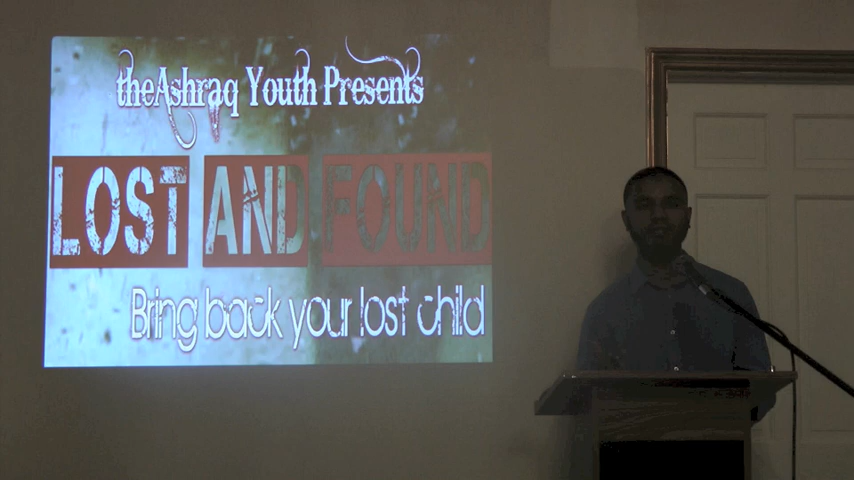 theAshraq Youth Presents
LOST AND FOUND
Bring back your lost child